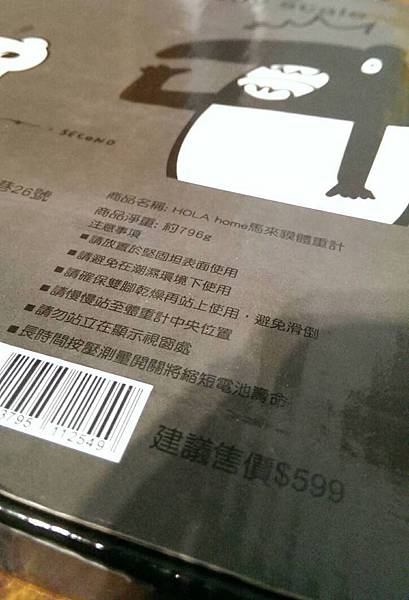 scale
SECOND
巷26號
商品名稱: HOLA home馬來貘體重計
商品淨重: 約796g
注意事項
■請放置於堅固坦表面使用
■請避免在潮濕環境下使用
■請確保雙腳乾燥再站上使用，避免滑倒
■請慢慢站至體重計中央位置
■請勿站立在顯示視窗處
■長時間按壓測量開關將縮短電池壽命
3795 112549
建議售價$599